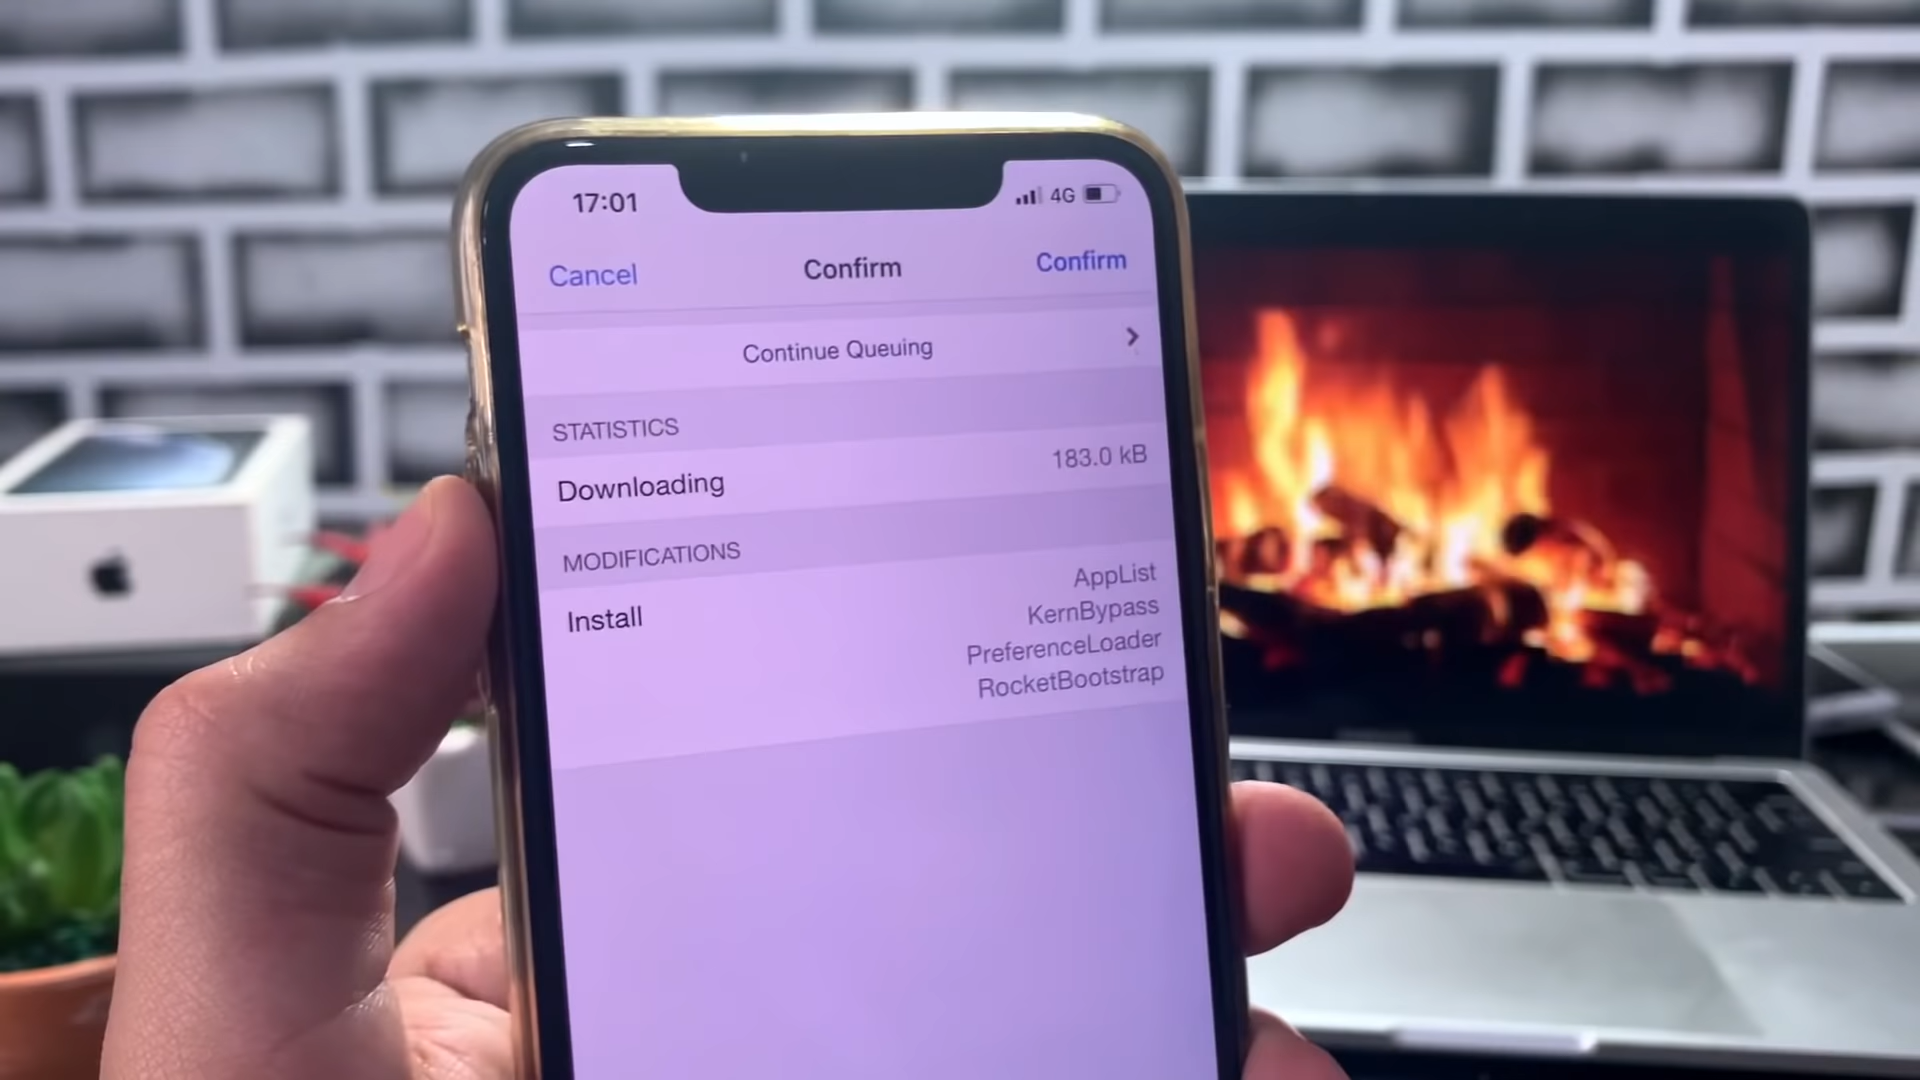 17:01 4G
Cancel Confirm Confirm
Continue Queuing
STATISTICS
Downloading 183.0 kB
MODIFICATIONS
Install AppList
KernBypass
PreferenceLoader
RocketBootstrap